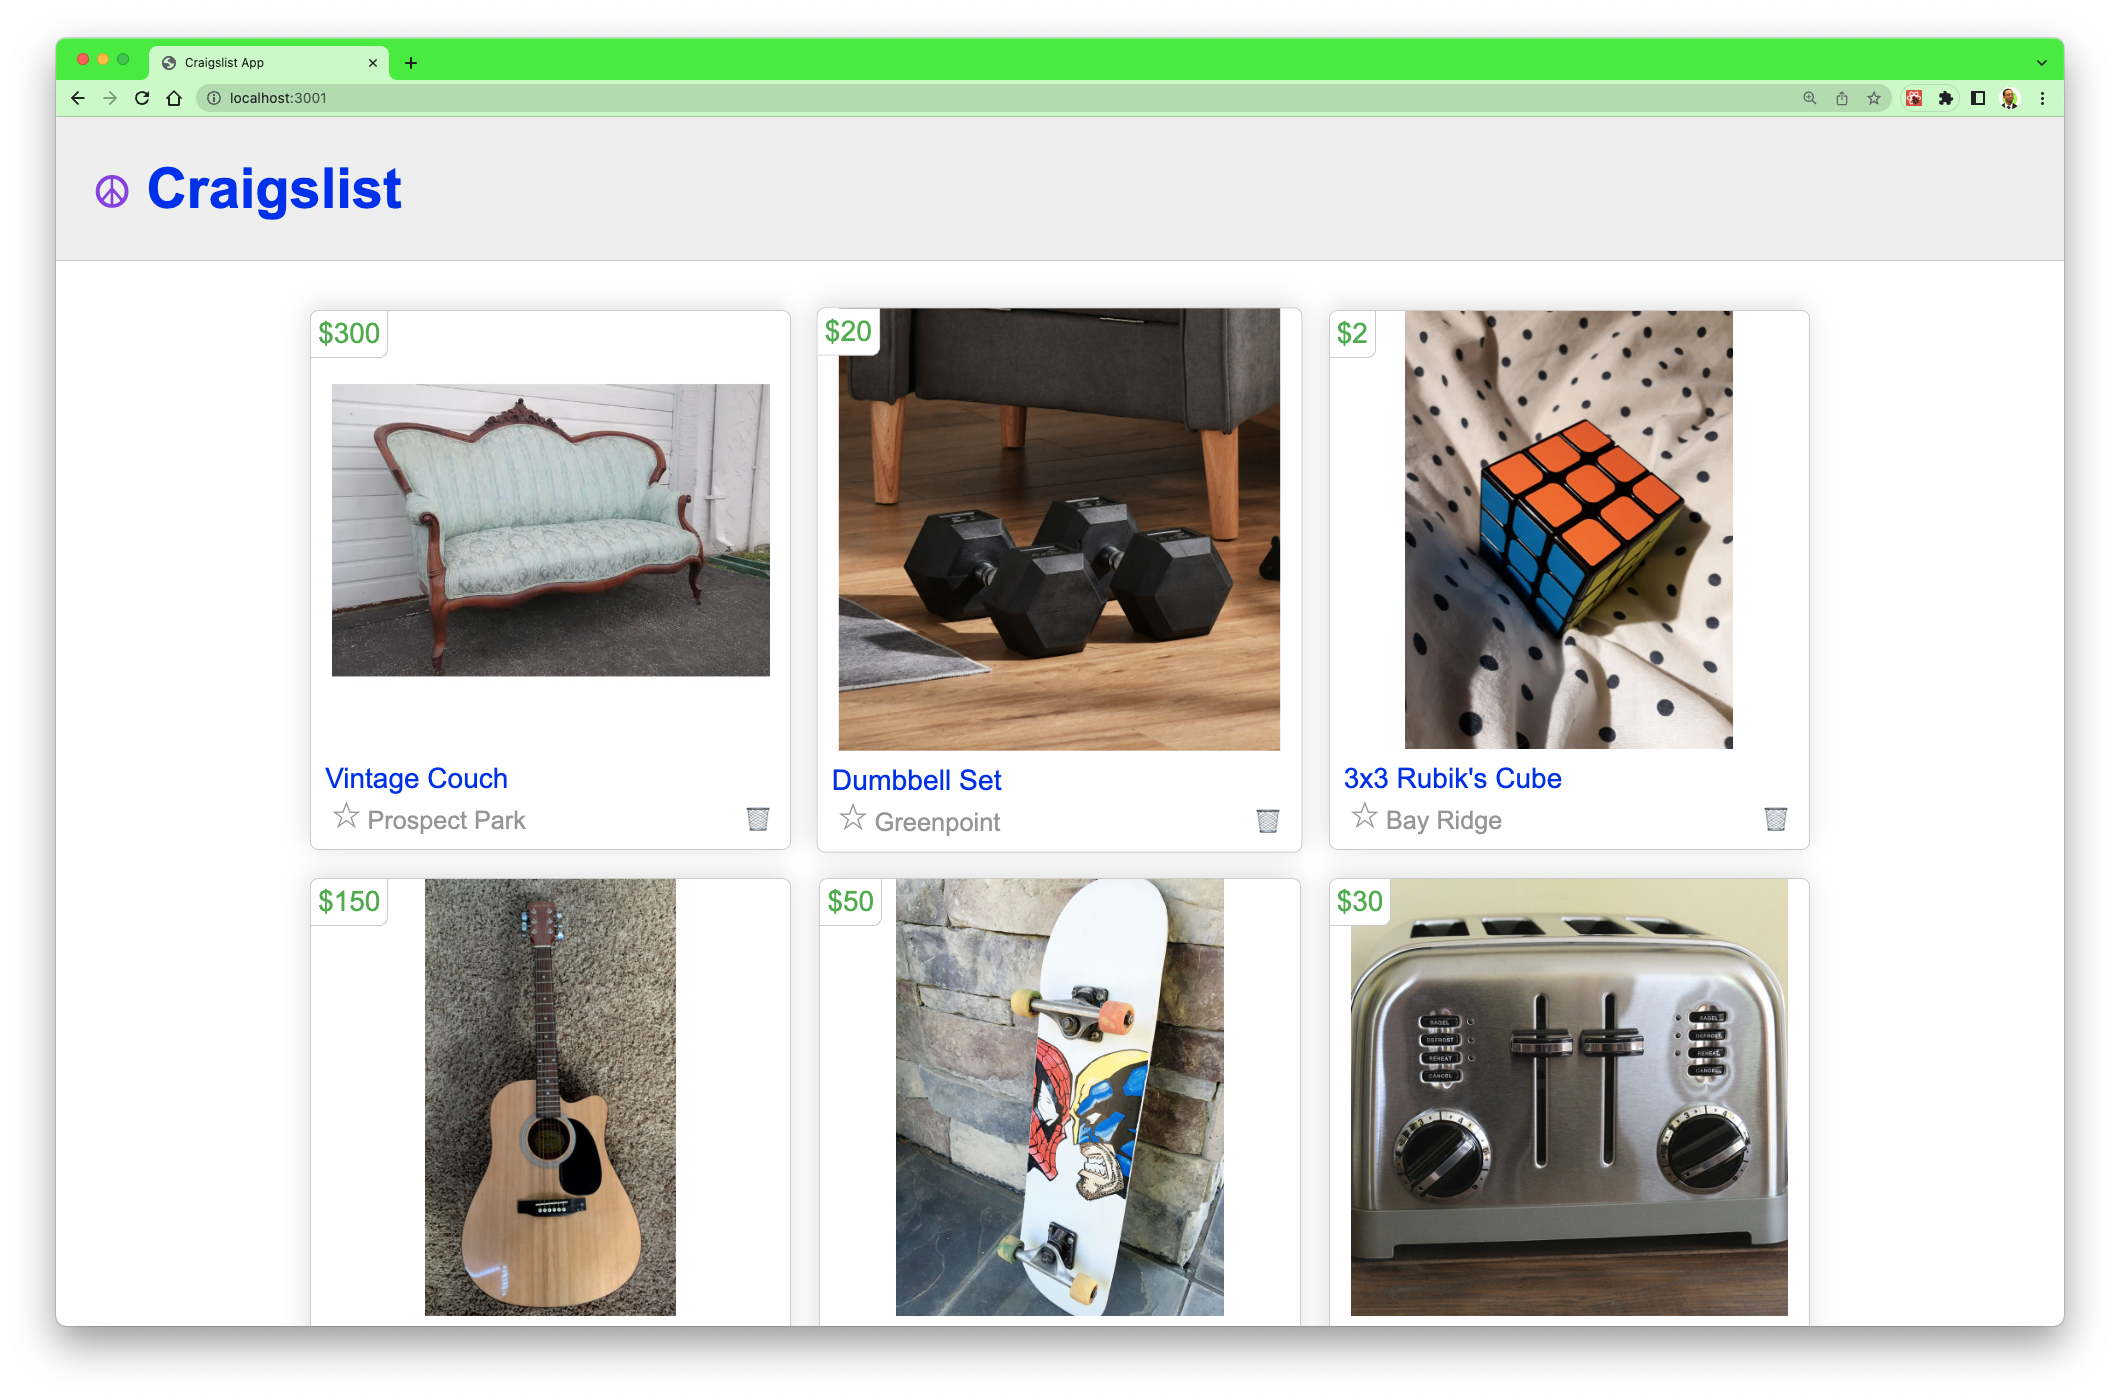 Craigslist App
localhost:3001
Craigslist
$300
$20
$2
Vintage Couch
Dumbbell Set
3x3 Rubik's Cube
Prospect Park
Greenpoint
Bay Ridge
$150
$50
$30
BAGEL
DEFROST
REHEAT
CANCEL
BAGEL
DEFROST
REHEAT
CANCEL